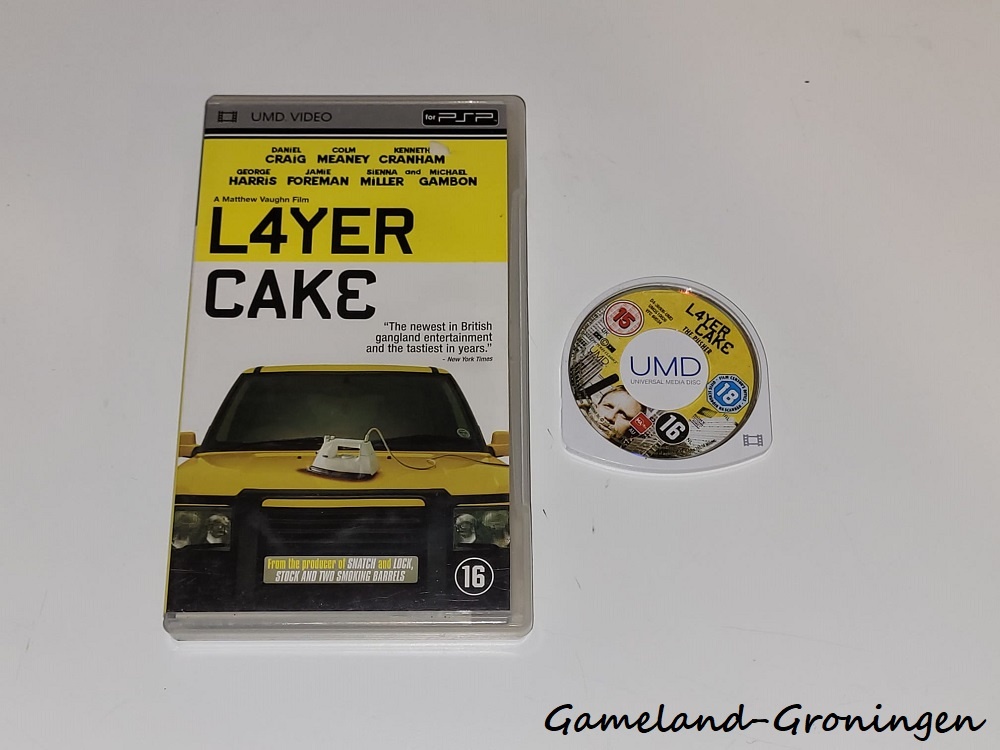 UMD VIDEO
for PSP
DANIEL CRAIG COLM MEANEY KENNETH CRANHAM
GEORGE HARRIS JAMIE FOREMAN SIENNA MILLER and MICHAEL GAMBON
A Matthew Vaughn Film
L4YER
CAKE
“The newest in British
gangland entertainment
and the tastiest in years.”
- New York Times
From the producer of SNATCH and LOCK,
STOCK AND TWO SMOKING BARRELS
16
15
L4YER
CAKE
THE PUSHER
UMD
UNIVERSAL MEDIA DISC
UMD
18
16
Gameland-Groningen